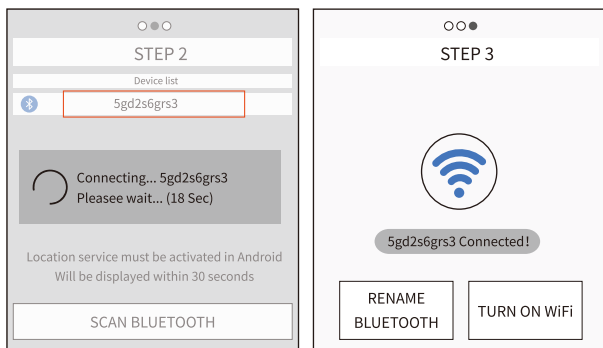 STEP 2
Device list
5gd2s6grs3
Connecting... 5gd2s6grs3
Pleasee wait... (18 Sec)
Location service must be activated in Android
Will be displayed within 30 seconds
SCAN BLUETOOTH
STEP 3
5gd2s6grs3 Connected!
RENAME
BLUETOOTH
TURN ON WiFi